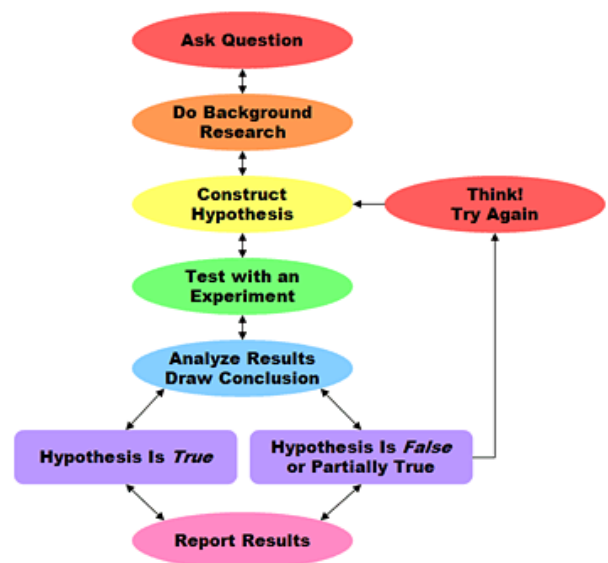 Ask Question
Do Background
Research
Construct
Hypothesis
Think!
Try Again
Test with an
Experiment
Analyze Results
Draw Conclusion
Hypothesis Is True
Hypothesis Is False
or Partially True
Report Results